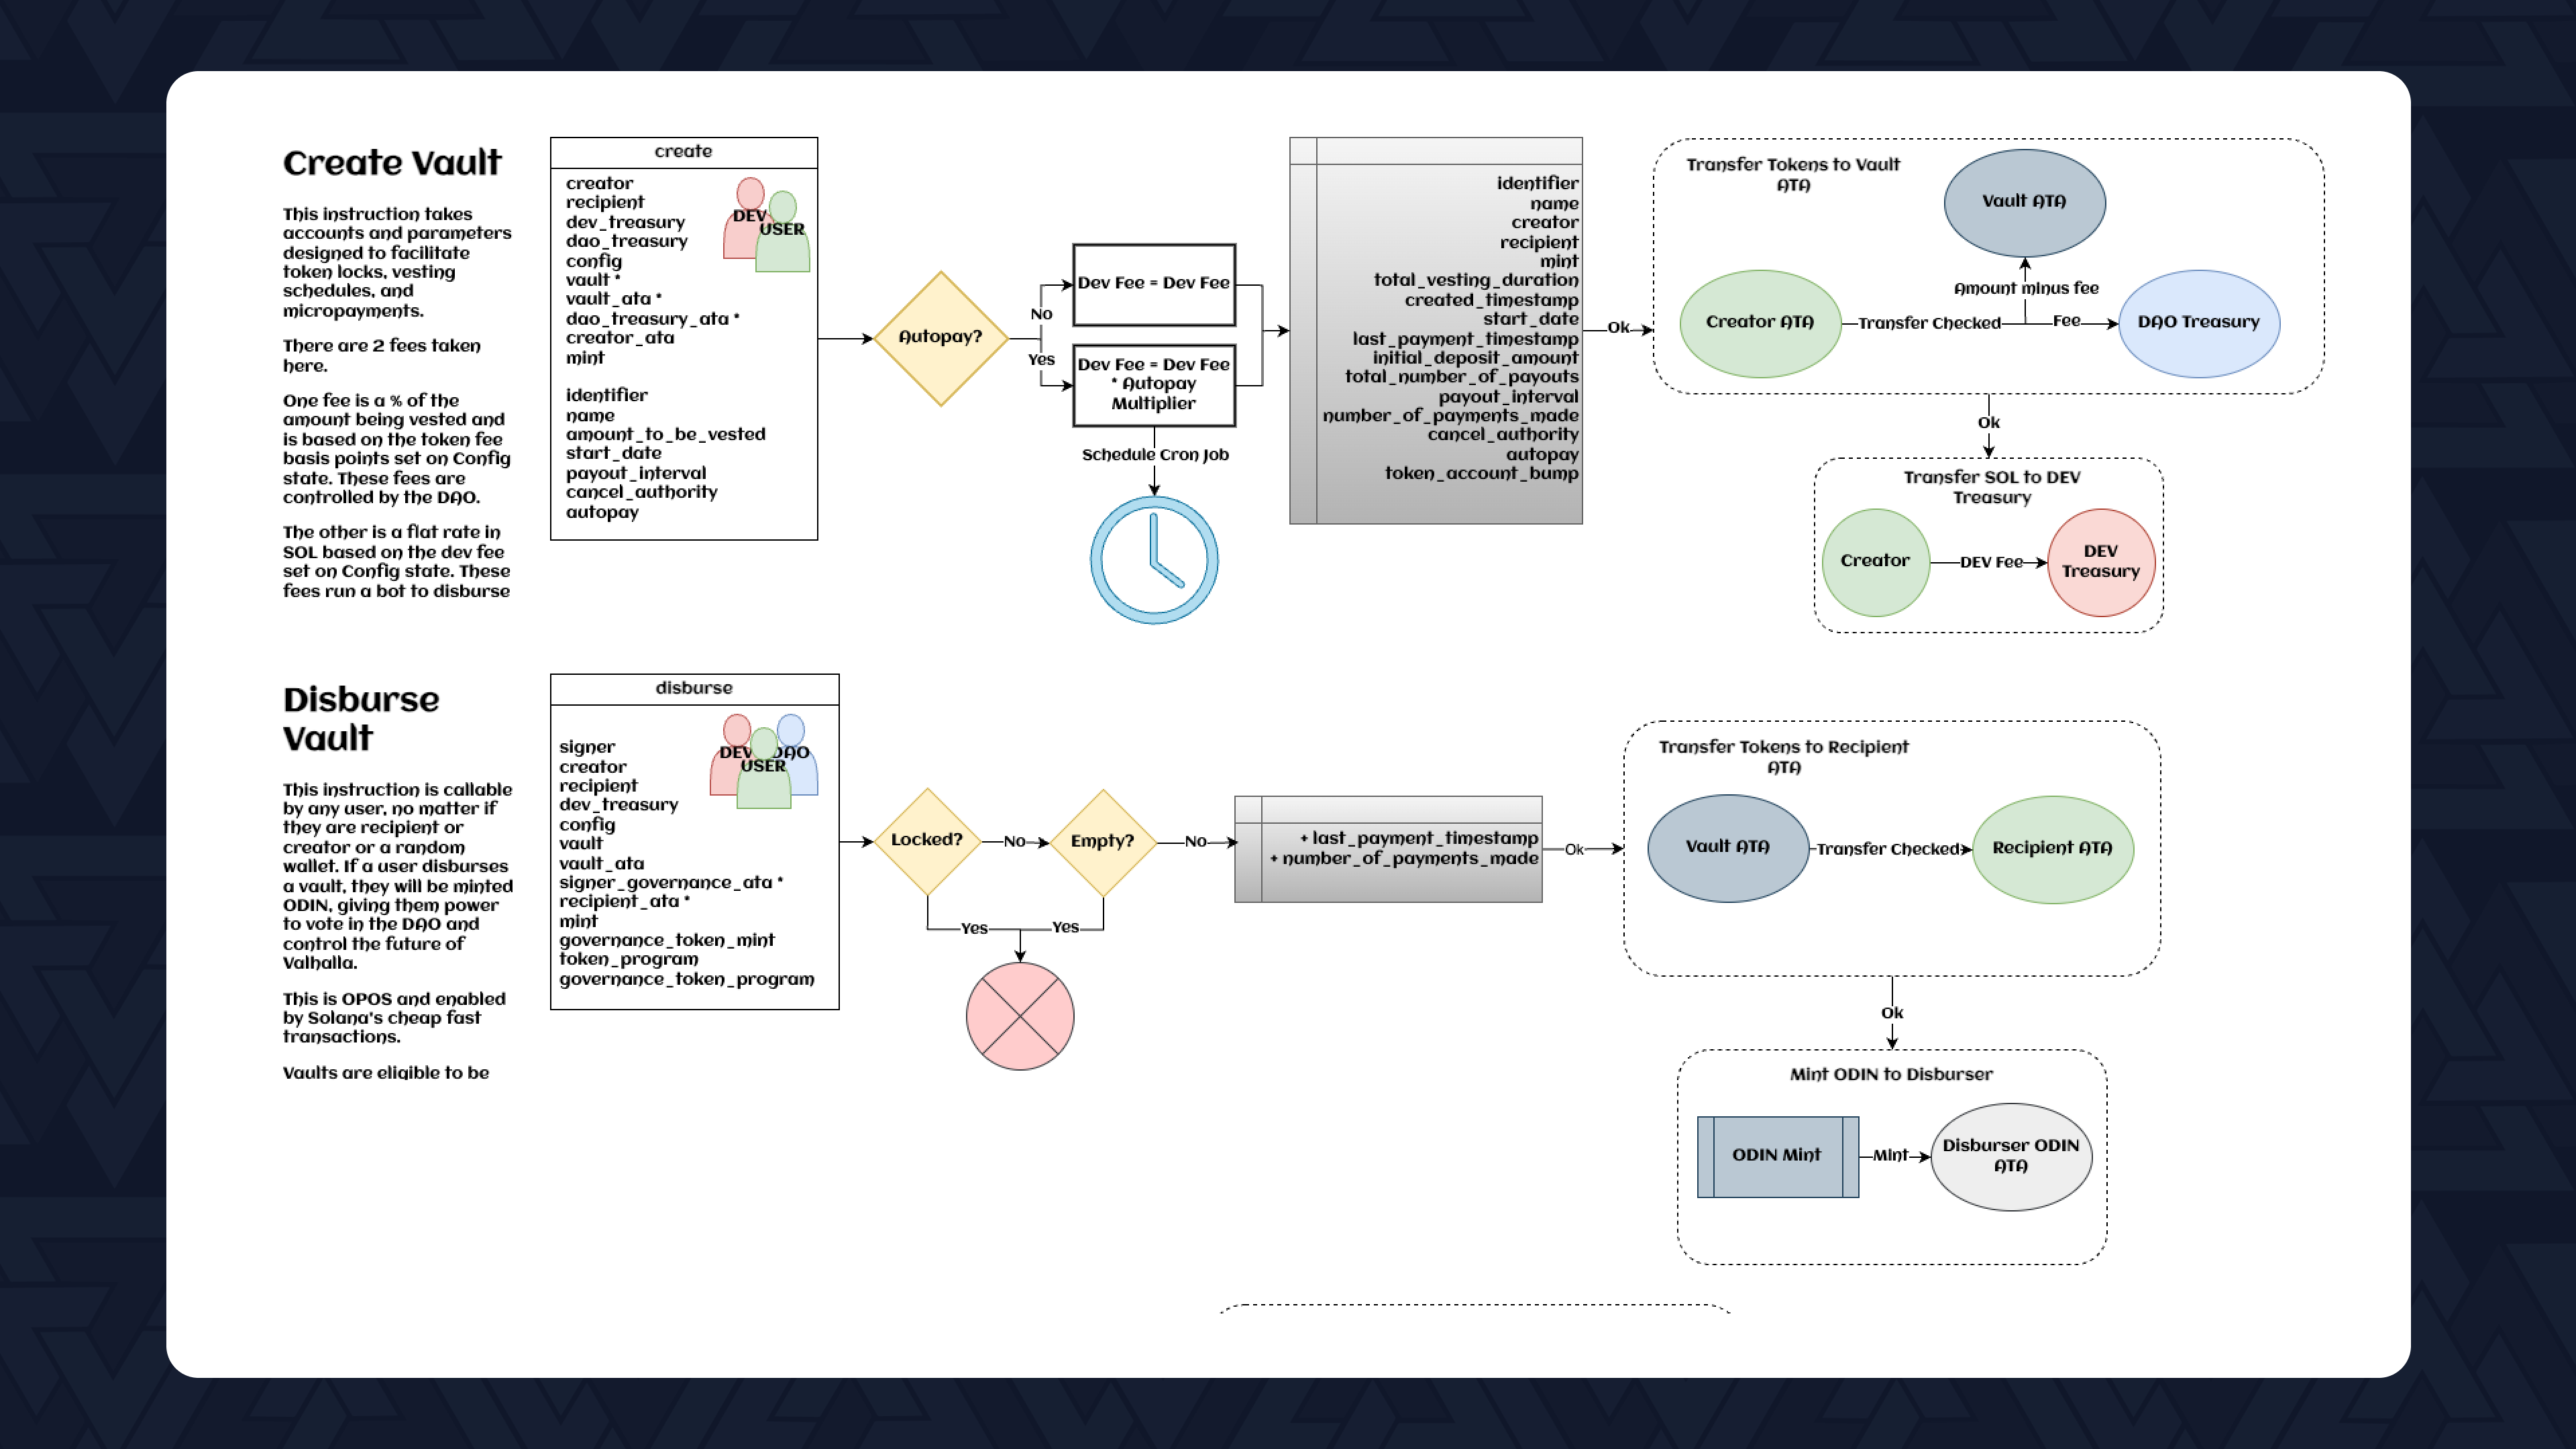 Create Vault
This instruction takes
accounts and parameters
designed to facilitate
token locks, vesting
schedules, and
micropayments.
There are 2 fees taken
here.
One fee is a % of the
amount being vested and
is based on the token fee
basis points set on Config
state. These fees are
controlled by the DAO.
The other is a flat rate in
SOL based on the dev fee
set on Config state. These
fees run a bot to disburse
create
creator
recipient
dev_treasury
dao_treasury
config
vault *
vault_ata *
dao_treasury_ata *
creator_ata
mint
identifier
name
amount_to_be_vested
start_date
payout_interval
cancel_authority
autopay
DEV
USER
Autopay?
No
Yes
Dev Fee = Dev Fee
Dev Fee = Dev Fee
* Autopay
Multiplier
Schedule Cron Job
identifier
name
creator
recipient
mint
total_vesting_duration
created_timestamp
start_date
last_payment_timestamp
initial_deposit_amount
total_number_of_payouts
payout_interval
number_of_payments_made
cancel_authority
autopay
token_account_bump
Ok
Transfer Tokens to Vault
ATA
Vault ATA
Amount minus fee
Creator ATA
Transfer Checked
Fee
DAO Treasury
Ok
Transfer SOL to DEV
Treasury
Creator
DEV Fee
DEV
Treasury
Disburse
Vault
This instruction is callable
by any user, no matter if
they are recipient or
creator or a random
wallet. If a user disburses
a vault, they will be minted
ODIN, giving them power
to vote in the DAO and
control the future of
Valhalla.
This is OPOS and enabled
by Solana's cheap fast
transactions.
Vaults are eligible to be
disburse
signer
creator
recipient
dev_treasury
config
vault
vault_ata
signer_governance_ata *
recipient_ata *
mint
governance_token_mint
token_program
governance_token_program
DEV
DAO
USER
Locked?
No
Empty?
No
Yes
Yes
+ last_payment_timestamp
+ number_of_payments_made
Ok
Transfer Tokens to Recipient
ATA
Vault ATA
Transfer Checked
Recipient ATA
Ok
Mint ODIN to Disburser
ODIN Mint
Mint
Disburser ODIN
ATA